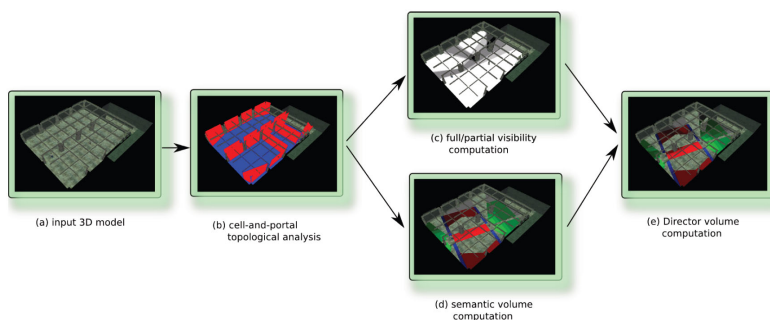 (a) input 3D model
(b) cell-and-portal
topological analysis
(c) full/partial visibility
computation
(d) semantic volume
computation
(e) Director volume
computation